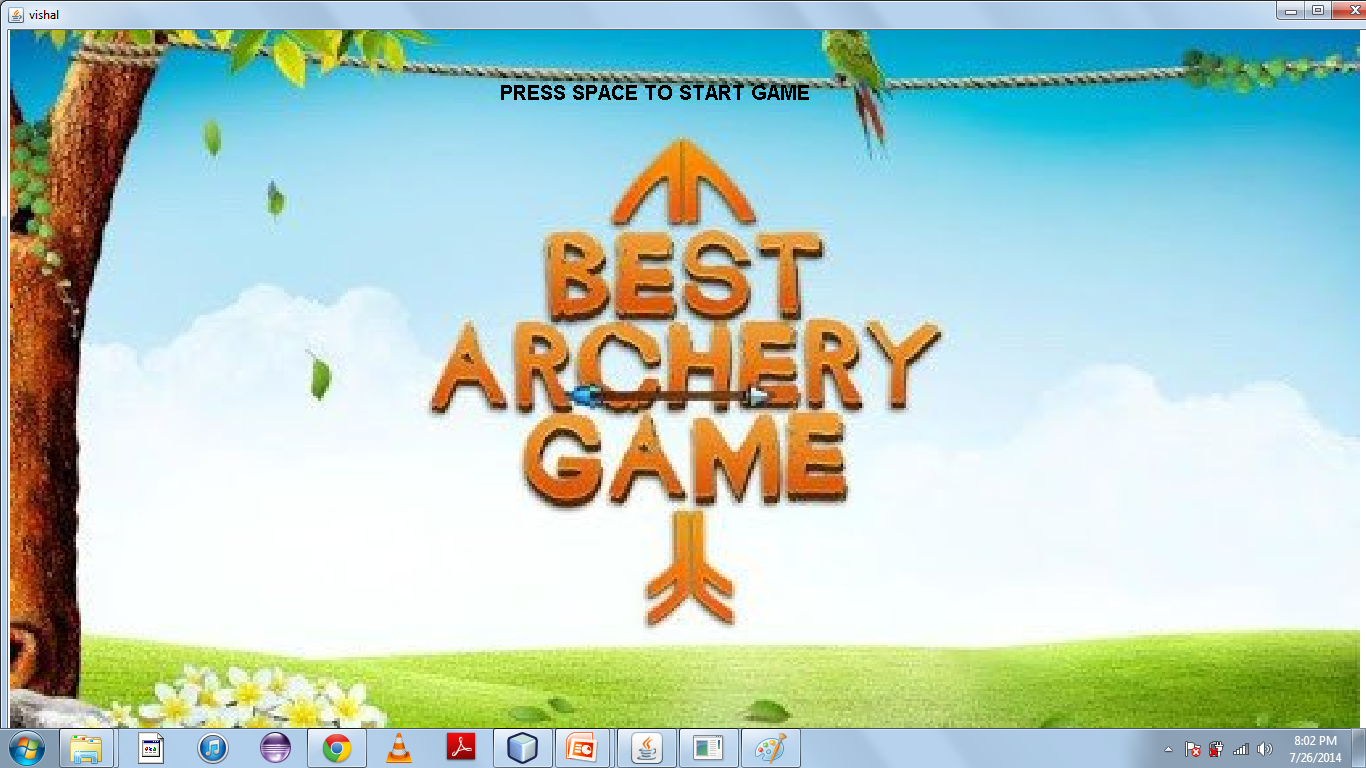 vishal
PRESS SPACE TO START GAME
BEST
ARCHERY
GAME
8:02 PM
7/26/2014